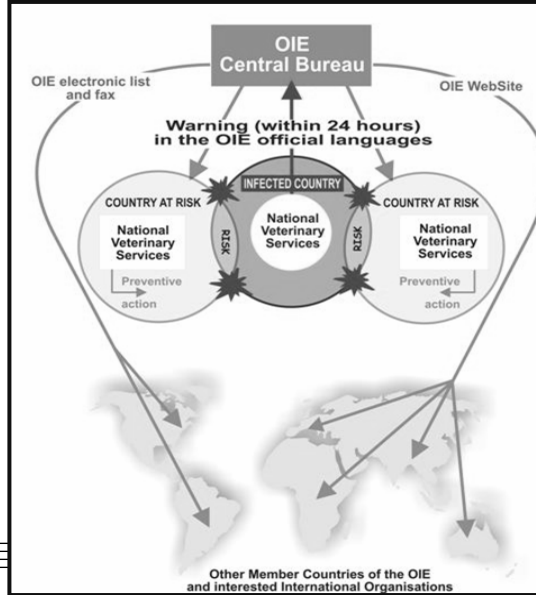 OIE
Central Bureau
OIE electronic list
and fax
OIE WebSite
Warning (within 24 hours)
in the OIE official languages
INFECTED COUNTRY
COUNTRY AT RISK
COUNTRY AT RISK
National
Veterinary
Services
RISK
National
Veterinary
Services
RISK
National
Veterinary
Services
Preventive
action
Preventive
action
Other Member Countries of the OIE
and interested International Organisations